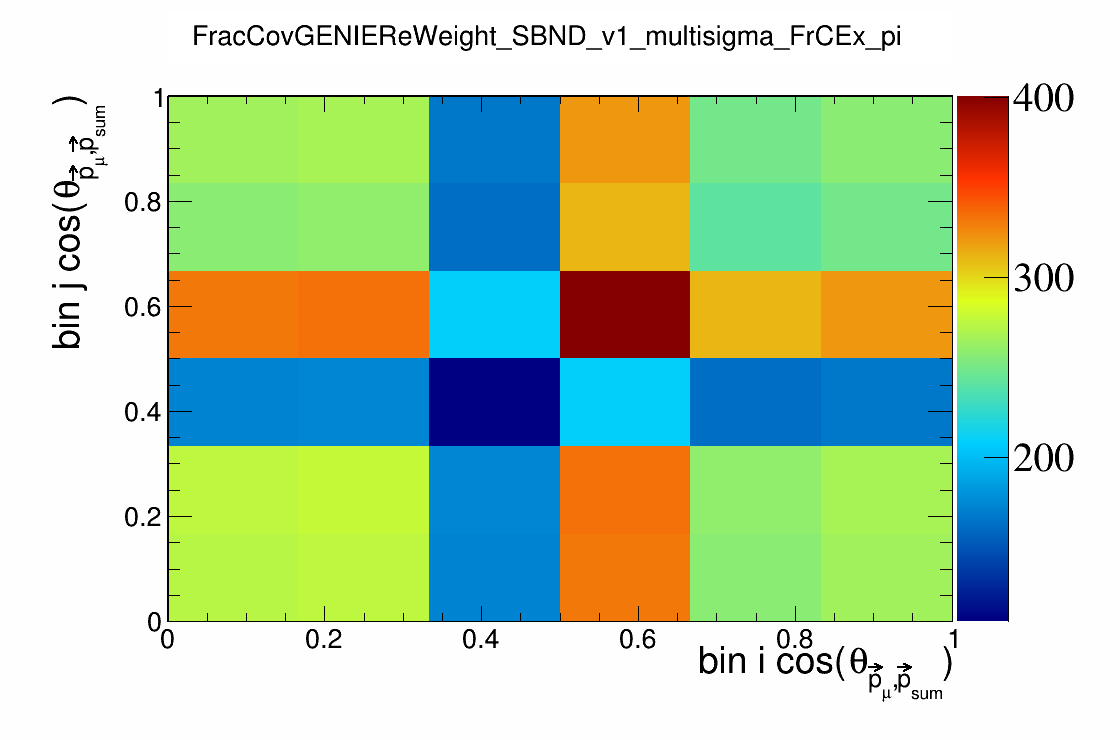 FracCovGENIEReWeight_SBND_v1_multisigma_FrCEx_pi
bin j cos(θ p⃗μ,p⃗sum)
1
0.8
0.6
0.4
0.2
0
0 0.2 0.4 0.6 0.8 1
bin i cos(θ p⃗μ,p⃗sum)
400
300
200